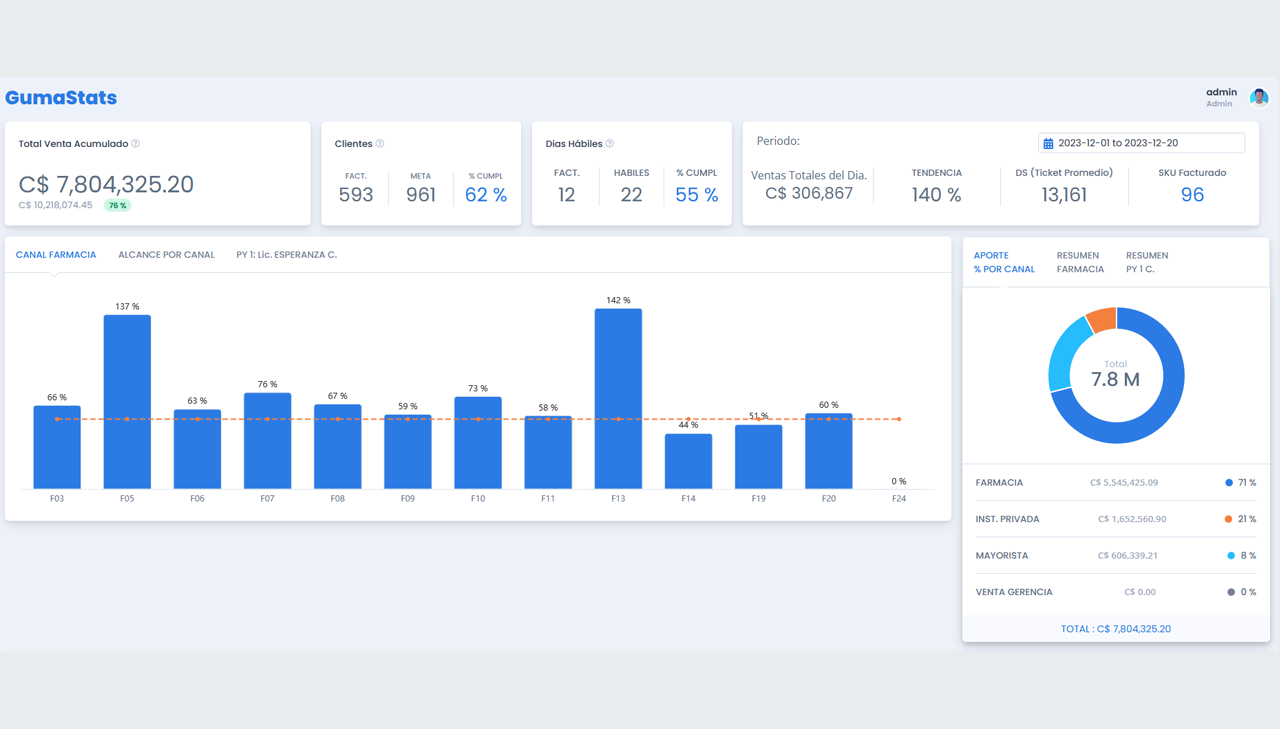 GumaStats
admin
Admin
Total Venta Acumulado
C$ 7,804,325.20
C$ 10,218,074.45 76 %
Clientes
FACT. META % CUMPL
593 961 62 %
Dias Hábiles
FACT. HABILES % CUMPL
12 22 55 %
Periodo: 2023-12-01 to 2023-12-20
Ventas Totales del Dia. TENDENCIA DS (Ticket Promedio) SKU Facturado
C$ 306,867 140 % 13,161 96
CANAL FARMACIA ALCANCE POR CANAL PY 1: Lic. ESPERANZA C.
66 % 137 % 63 % 76 % 67 % 59 % 73 % 58 % 142 % 44 % 51 % 60 % 0 %
F03 F05 F06 F07 F08 F09 F10 F11 F13 F14 F19 F20 F24
APORTE RESUMEN RESUMEN
% POR CANAL FARMACIA PY 1 C.
Total
7.8 M
FARMACIA C$ 5,545,425.09 71 %
INST. PRIVADA C$ 1,652,560.90 21 %
MAYORISTA C$ 606,339.21 8 %
VENTA GERENCIA C$ 0.00 0 %
TOTAL : C$ 7,804,325.20